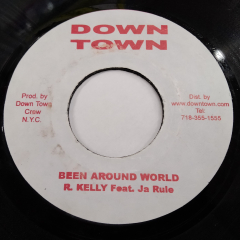 DOWN
TOWN
Prod. by
Down Town
Crew
N.Y.C.
Dist. by
www.downtown.com
Tel
718-355-1555
BEEN AROUND WORLD
R. KELLY Feat. Ja Rule